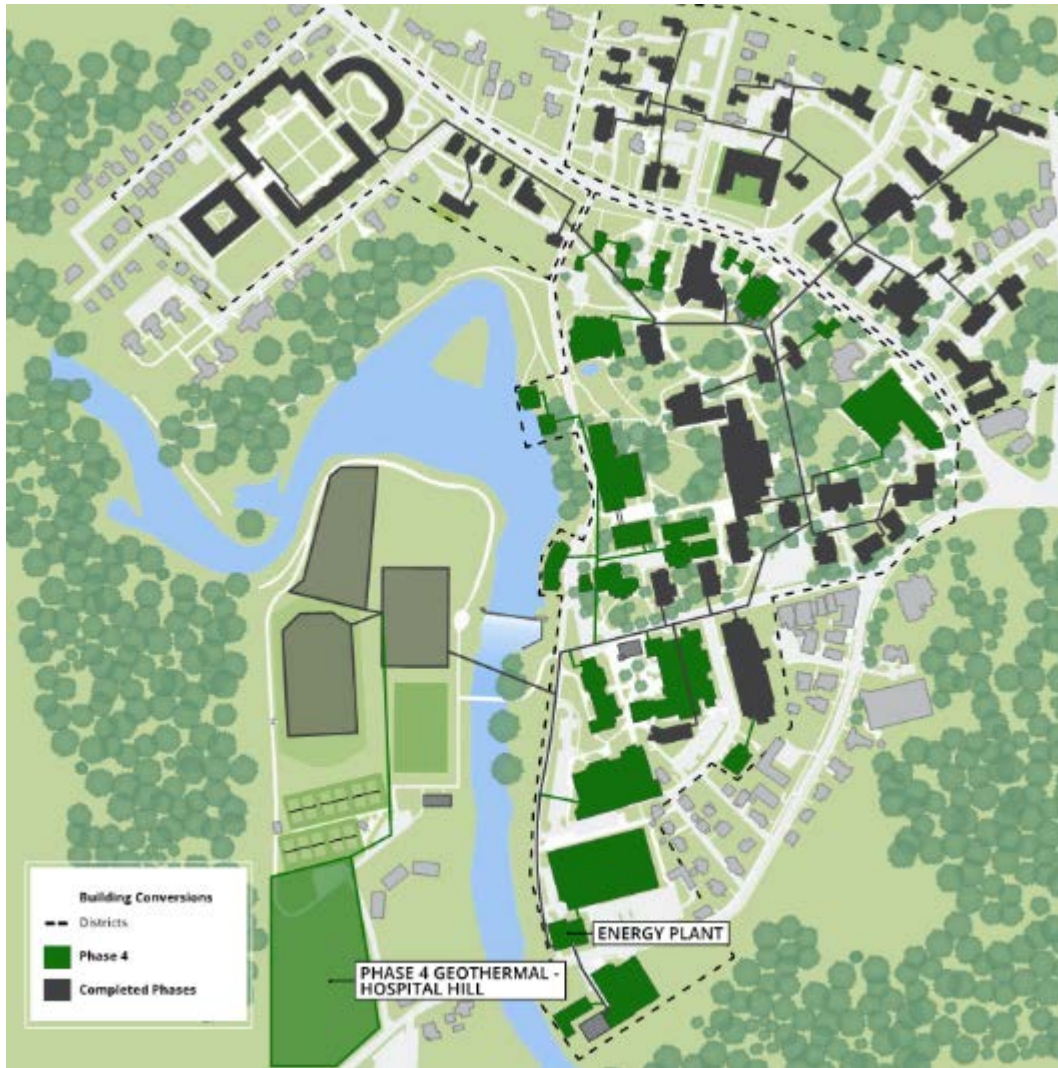 ENERGY PLANT
PHASE 4 GEOTHERMAL -
HOSPITAL HILL
Building Conversions
Districts
Phase 4
Completed Phases